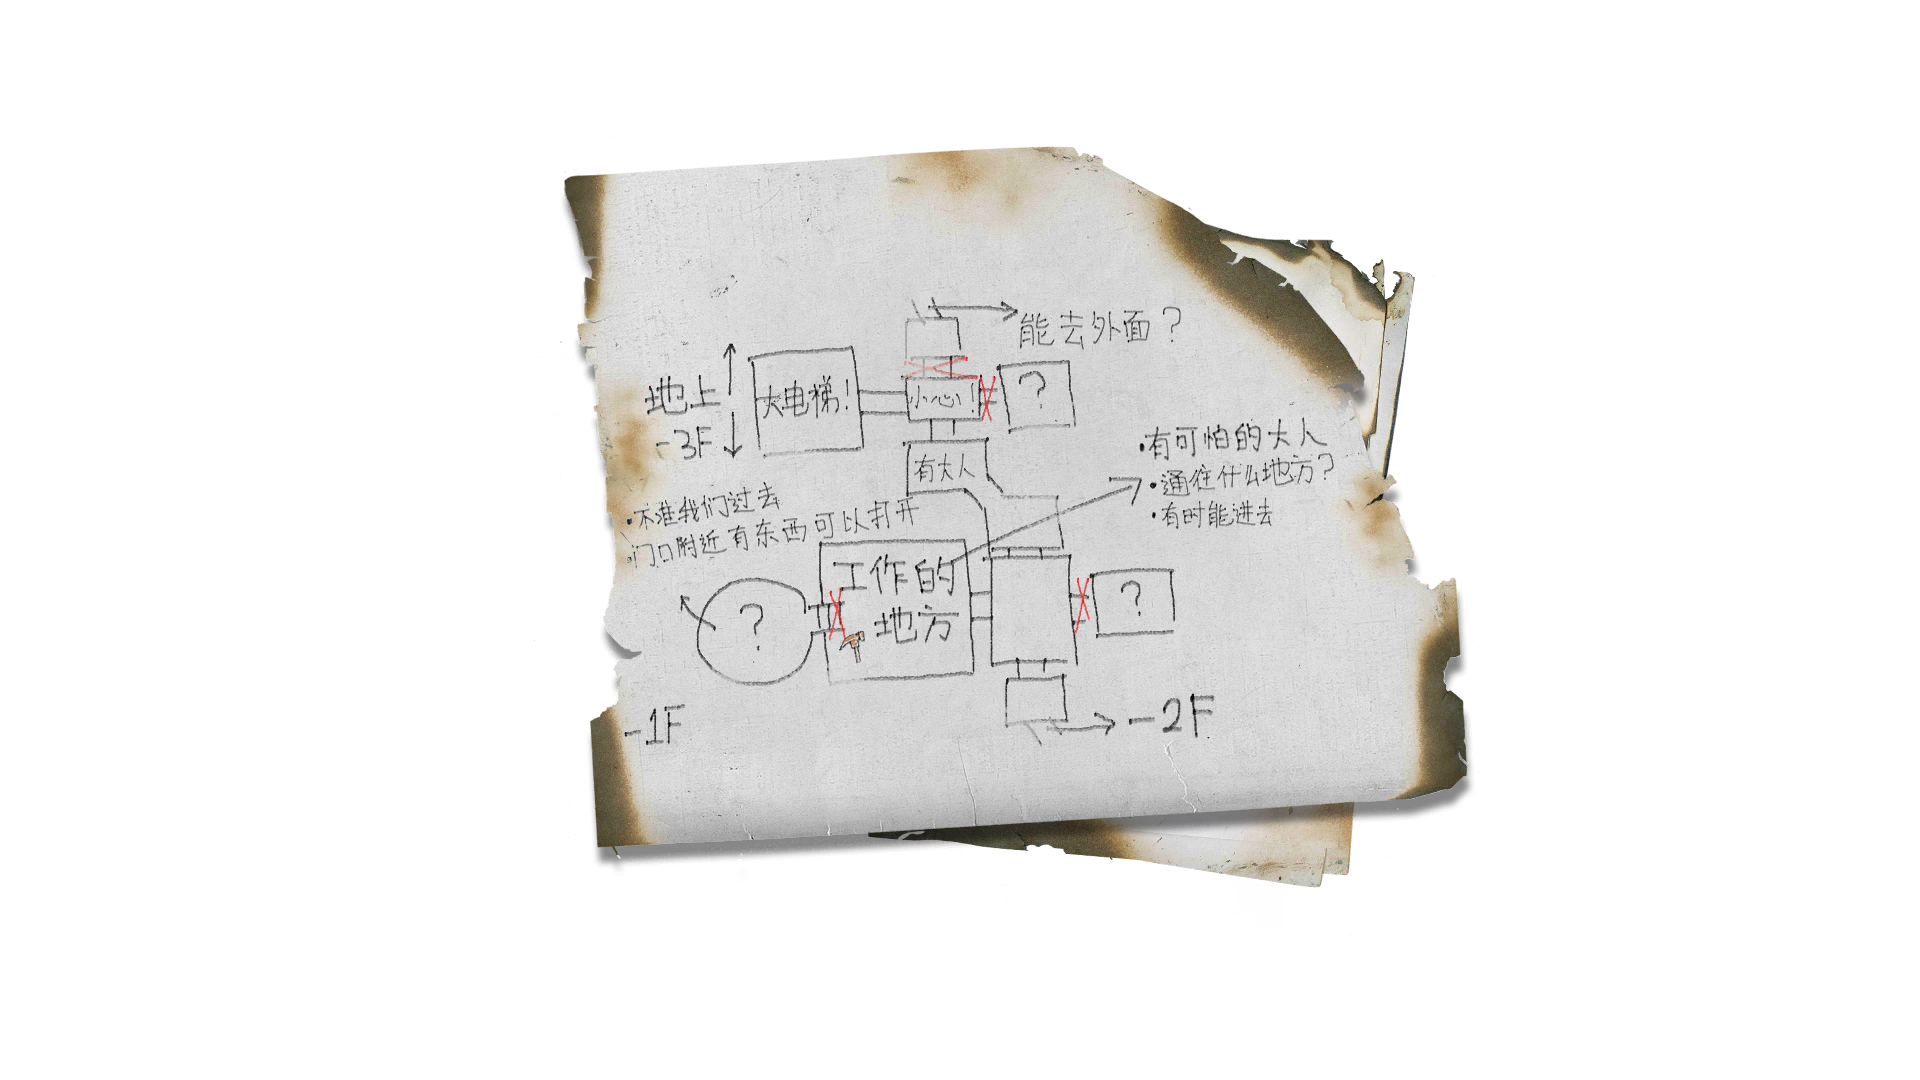 能去外面？
地上
-3F
大电梯！
小心！
？
有大人
·有可怕的大人
·通往什么地方？
·有时能进去
·不准我们过去
·门口附近有东西可以打开
工作的
地方
？
？
-1F
-2F